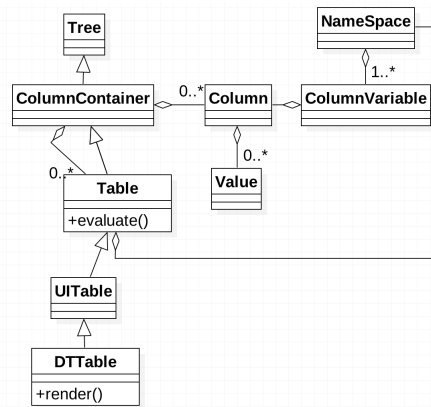 Tree
NameSpace
1..*
ColumnContainer
0..*
Column
ColumnVariable
0..*
Value
0..*
Table
+evaluate()
UITable
DTTable
+render()